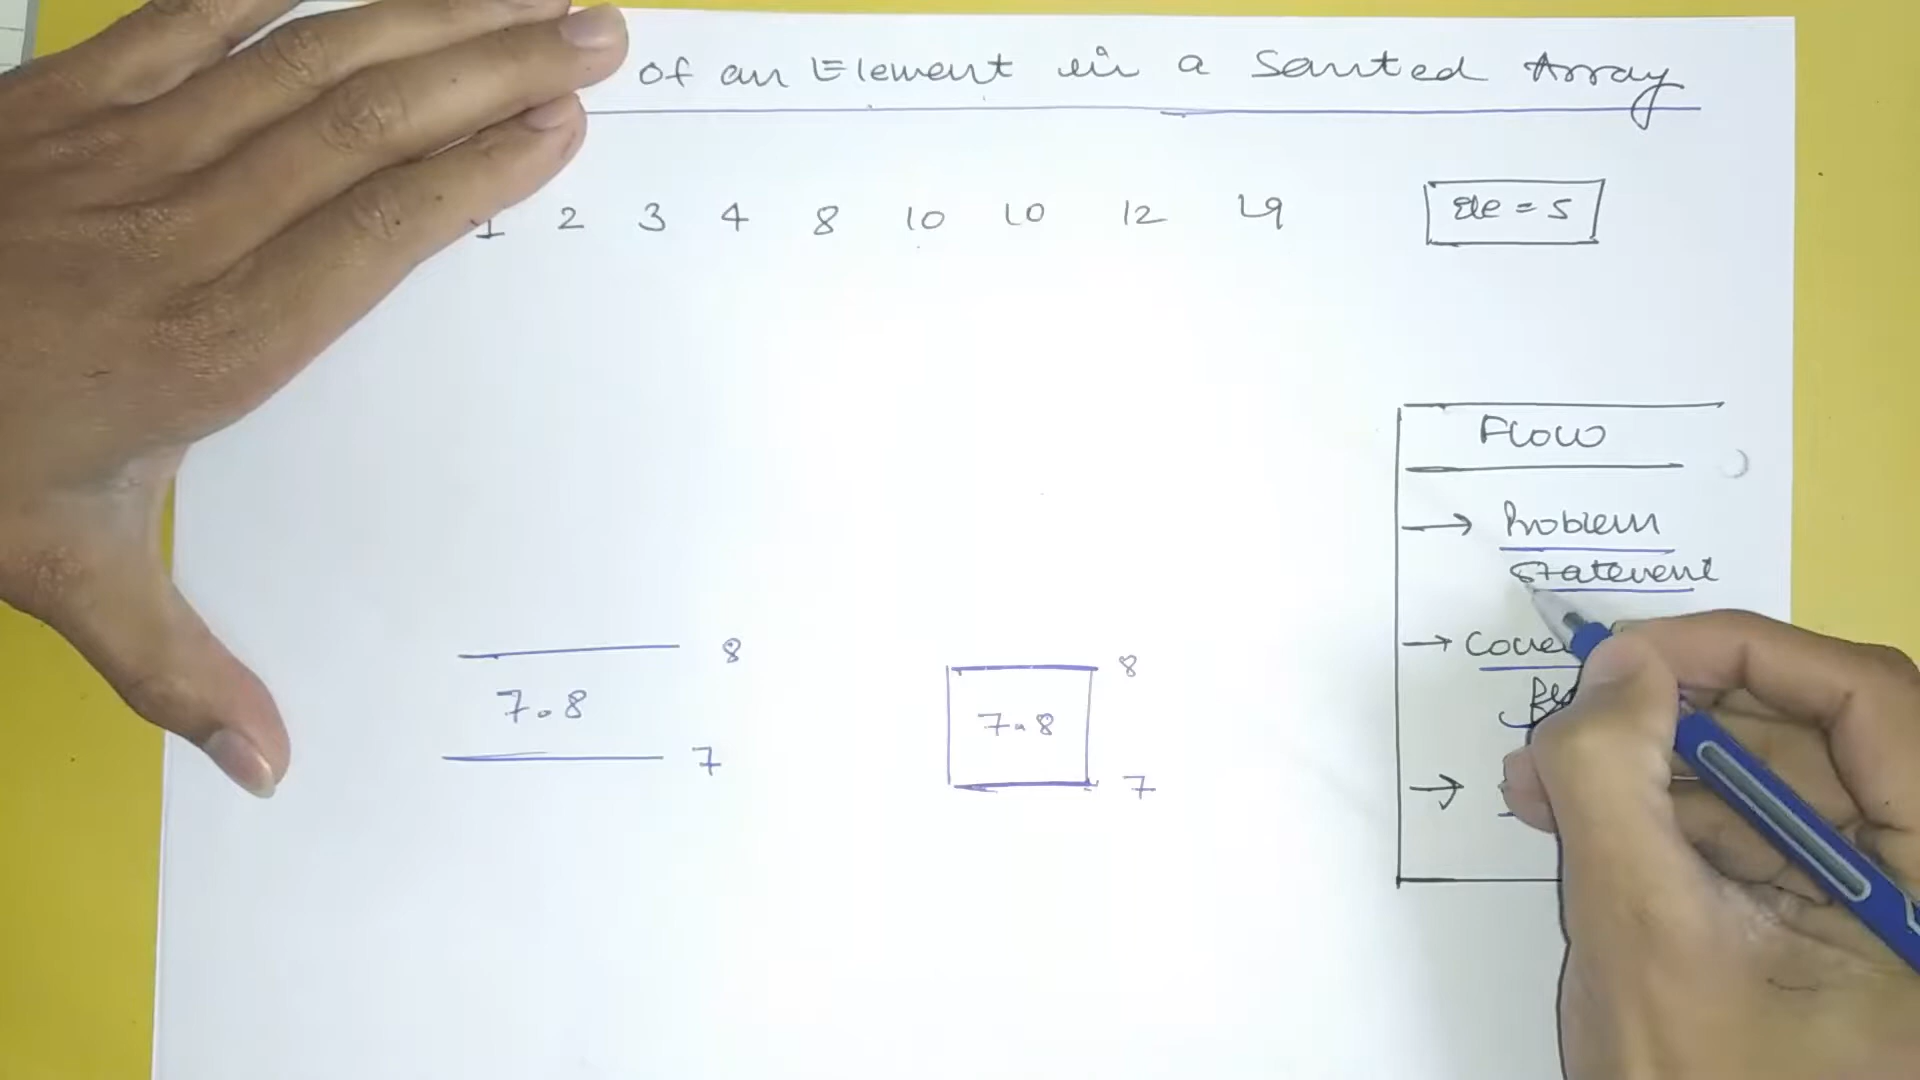 of an Element in a Sorted Array
1 2 3 4 8 10 10 12 19
ele = 5
Flow
→ Problem
Statement
→
→
8
7.8
7
8
7.8
7